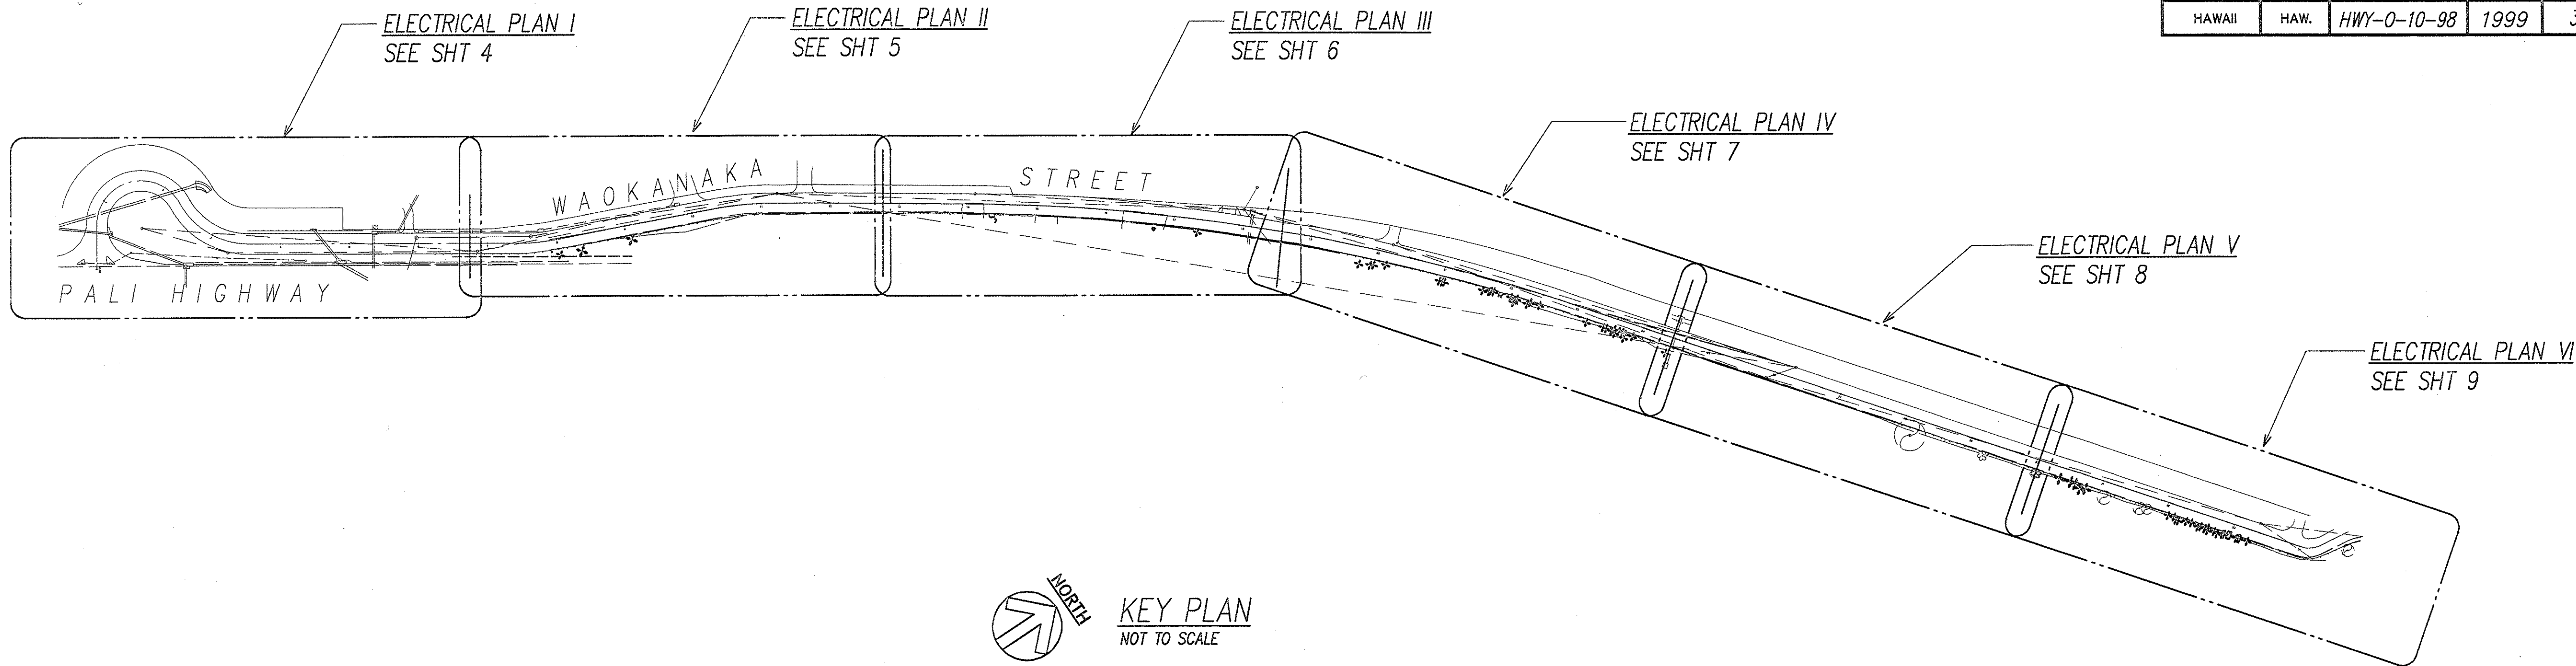 HAWAII HAW. HWY-0-10-98 1999 3
ELECTRICAL PLAN I
SEE SHT 4
ELECTRICAL PLAN II
SEE SHT 5
ELECTRICAL PLAN III
SEE SHT 6
ELECTRICAL PLAN IV
SEE SHT 7
ELECTRICAL PLAN V
SEE SHT 8
ELECTRICAL PLAN VI
SEE SHT 9
WAOKANAKA STREET
PALI HIGHWAY
NORTH
KEY PLAN
NOT TO SCALE